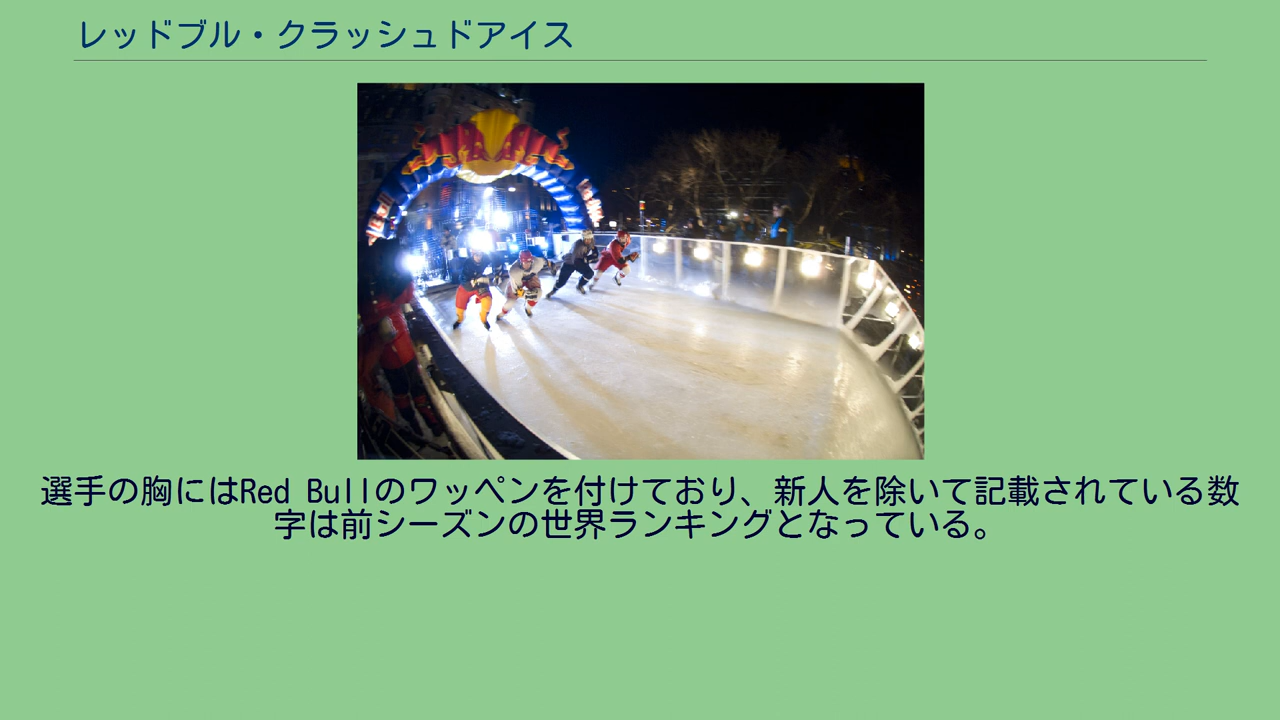 レッドブル・クラッシュドアイス
選手の胸にはRed Bullのワッペンを付けており、新人を除いて記載されている数
字は前シーズンの世界ランキングとなっている。